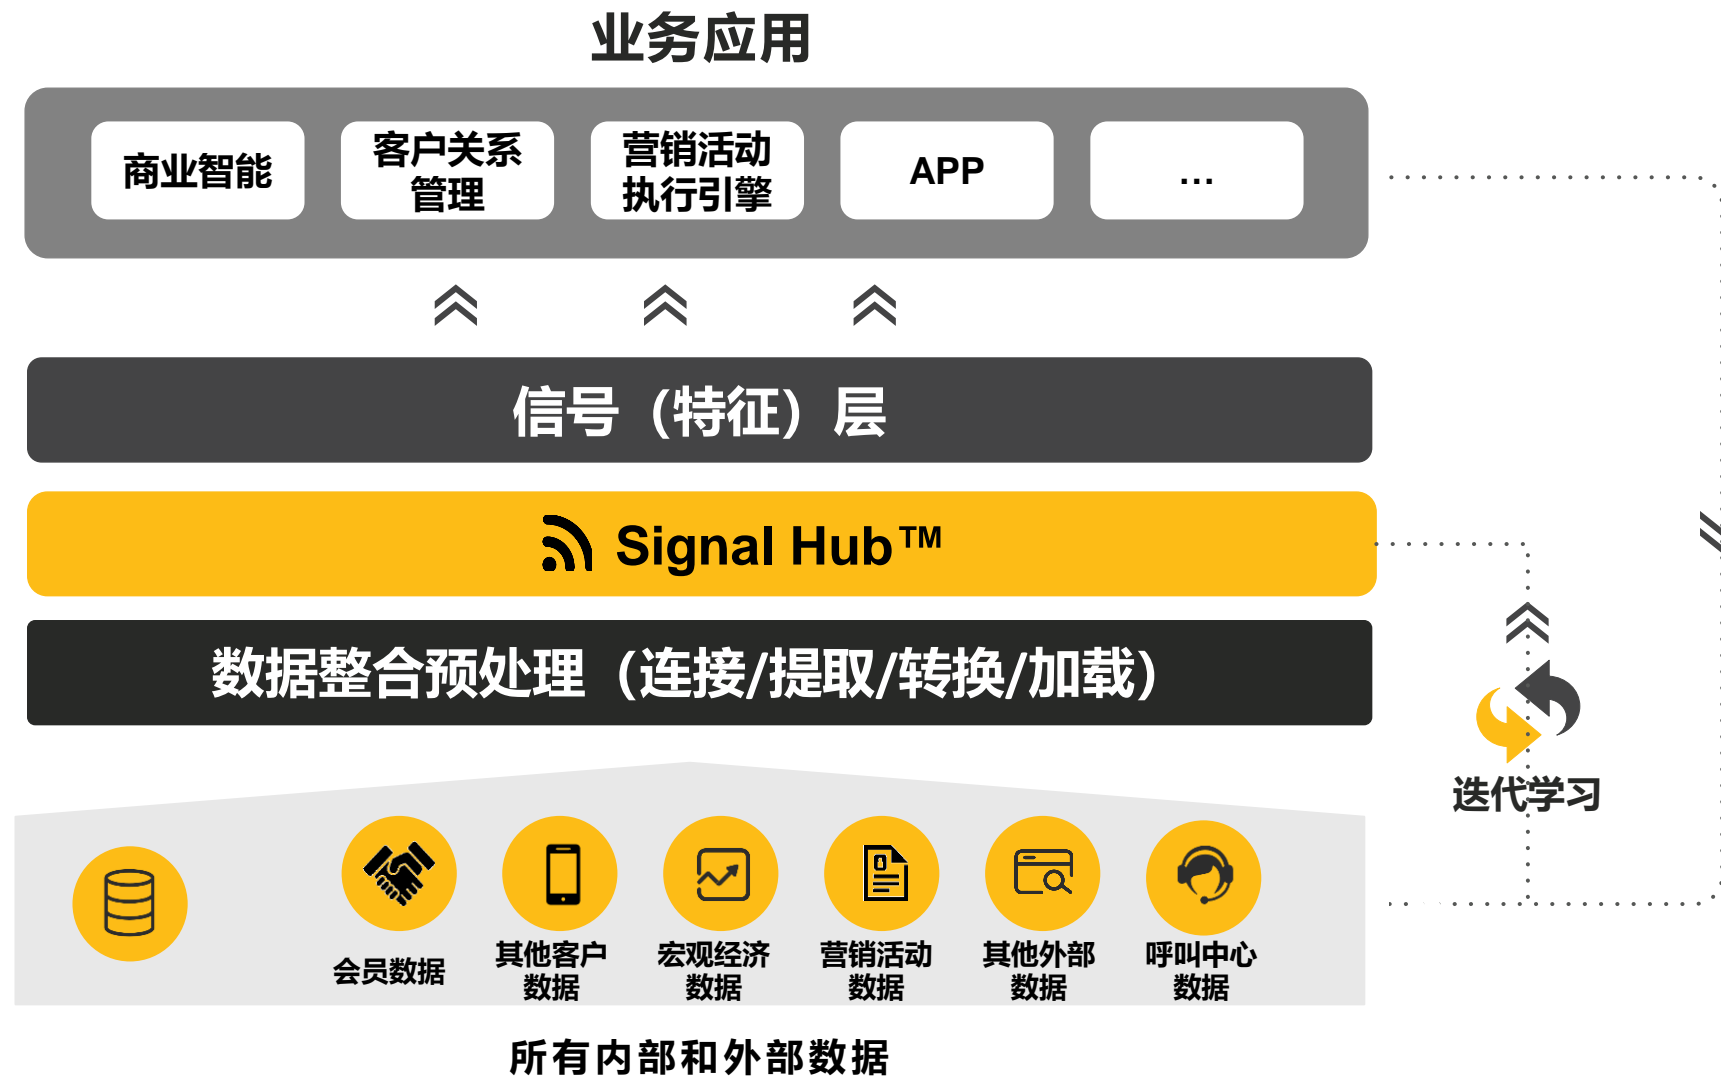 业务应用
商业智能
客户关系
管理
营销活动
执行引擎
APP
...
信号（特征）层
Signal Hub™
数据整合预处理（连接/提取/转换/加载）
迭代学习
会员数据
其他客户
数据
宏观经济
数据
营销活动
数据
其他外部
数据
呼叫中心
数据
所有内部和外部数据